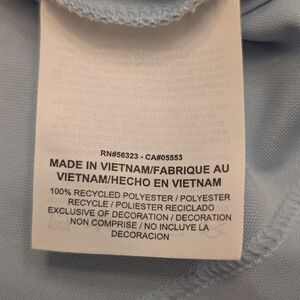 RN#56323 - CA#05553
MADE IN VIETNAM/FABRIQUE AU
VIETNAM/HECHO EN VIETNAM
100% RECYCLED POLYESTER / POLYESTER
RECYCLE / POLIESTER RECICLADO
EXCLUSIVE OF DECORATION / DECORATION
NON COMPRISE / NO INCLUYE LA
DECORACION